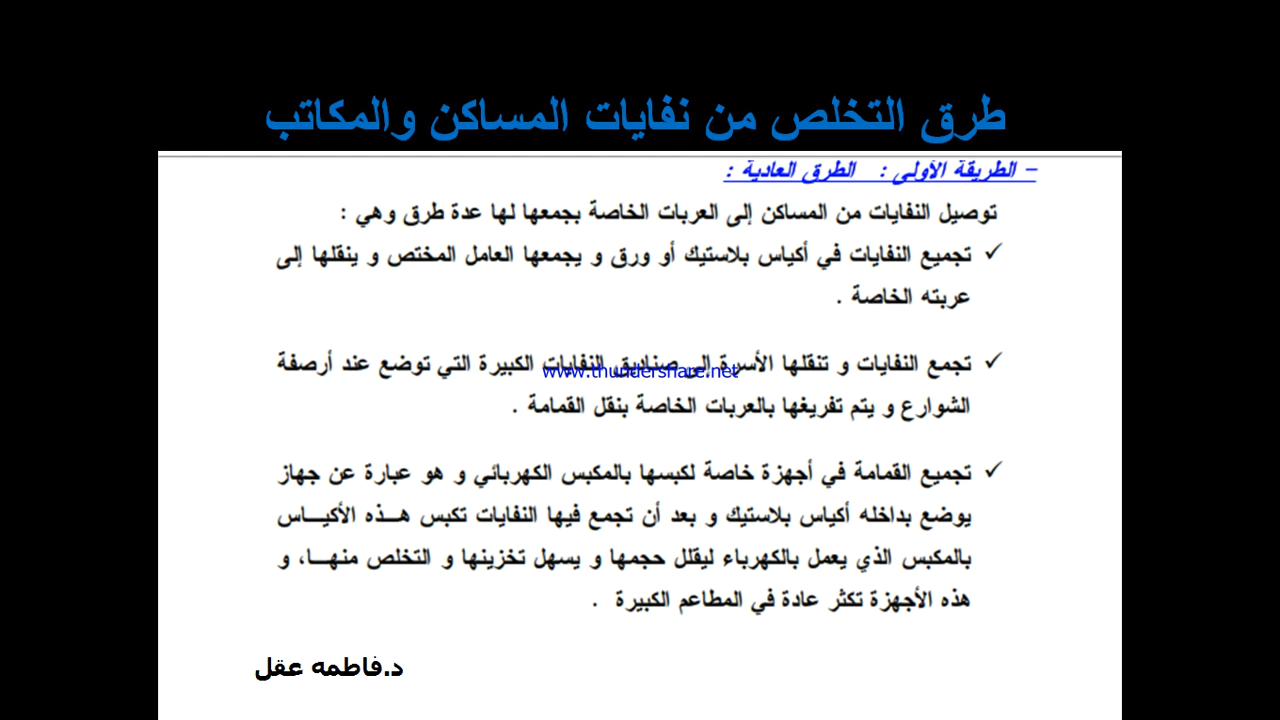 طرق التخلص من نفايات المساكن والمكاتب
- الطريقة الأولى : الطرق العادية :
توصيل النفايات من المساكن إلى العربات الخاصة بجمعها لها عدة طرق وهي :
✓ تجميع النفايات في أكياس بلاستيك أو ورق و يجمعها العامل المختص و ينقلها إلى
عربته الخاصة .
✓ تجمع النفايات و تنقلها الأسرة إلى صناديق النفايات الكبيرة التي توضع عند أرصفة
www.thundershare.net
الشوارع و يتم تفريغها بالعربات الخاصة بنقل القمامة .
✓ تجميع القمامة في أجهزة خاصة لكبسها بالمكبس الكهربائي و هو عبارة عن جهاز
يوضع بداخله أكياس بلاستيك و بعد أن تجمع فيها النفايات تكبس هـــذه الأكيـــاس
بالمكبس الذي يعمل بالكهرباء ليقلل حجمها و يسهل تخزينها و التخلص منهـــا، و
هذه الأجهزة تكثر عادة في المطاعم الكبيرة .
د.فاطمه عقل